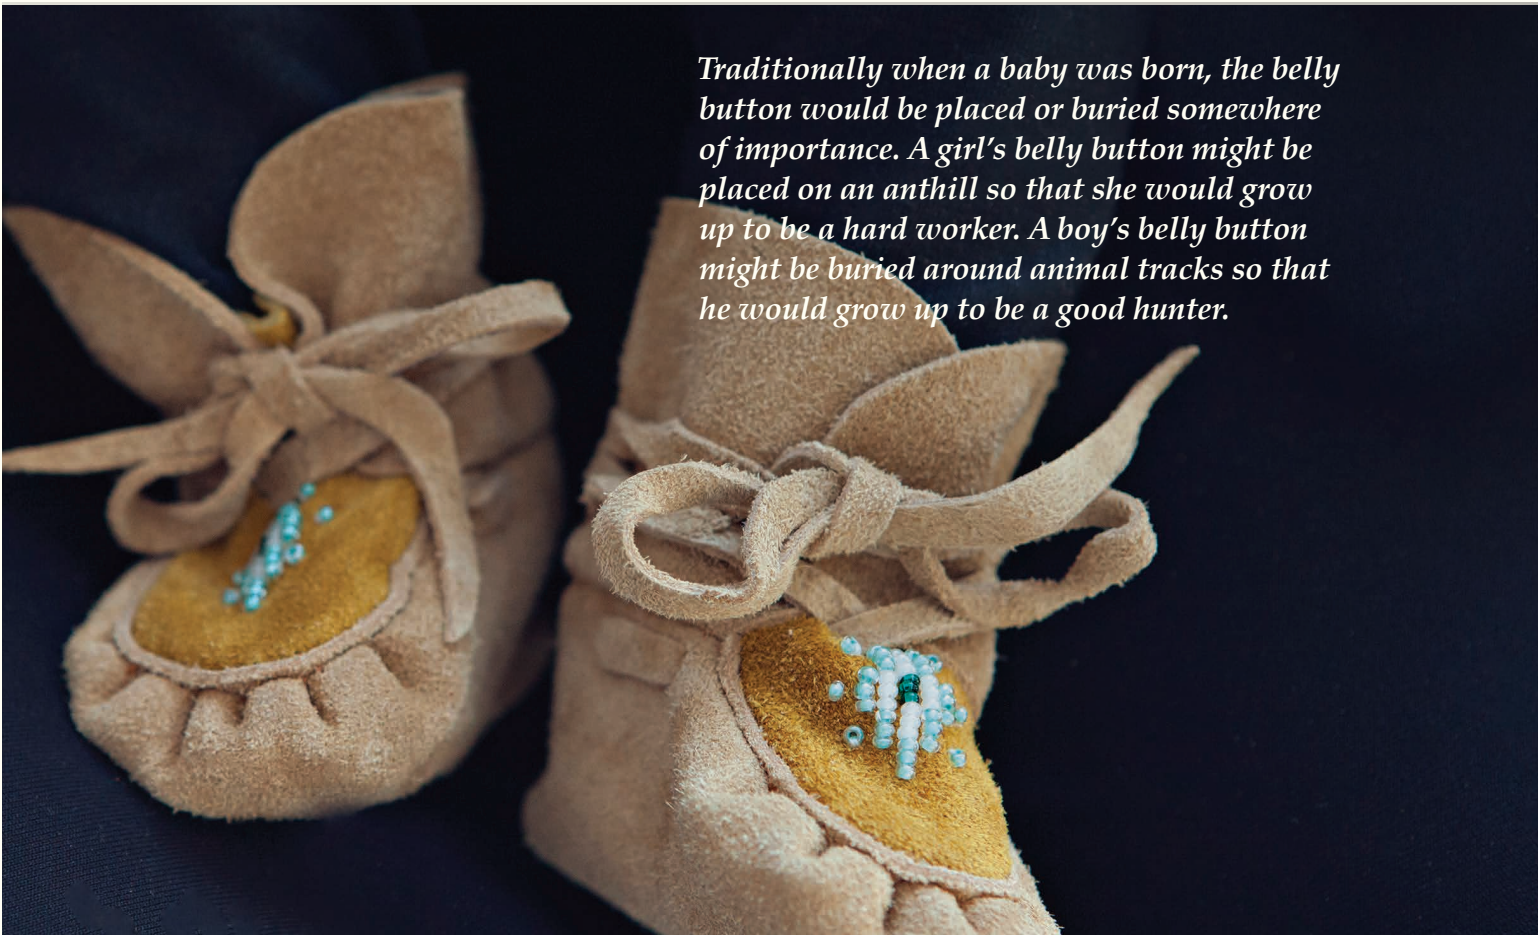 Traditionally when a baby was born, the belly
button would be placed or buried somewhere
of importance. A girl’s belly button might be
placed on an anthill so that she would grow
up to be a hard worker. A boy’s belly button
might be buried around animal tracks so that
he would grow up to be a good hunter.